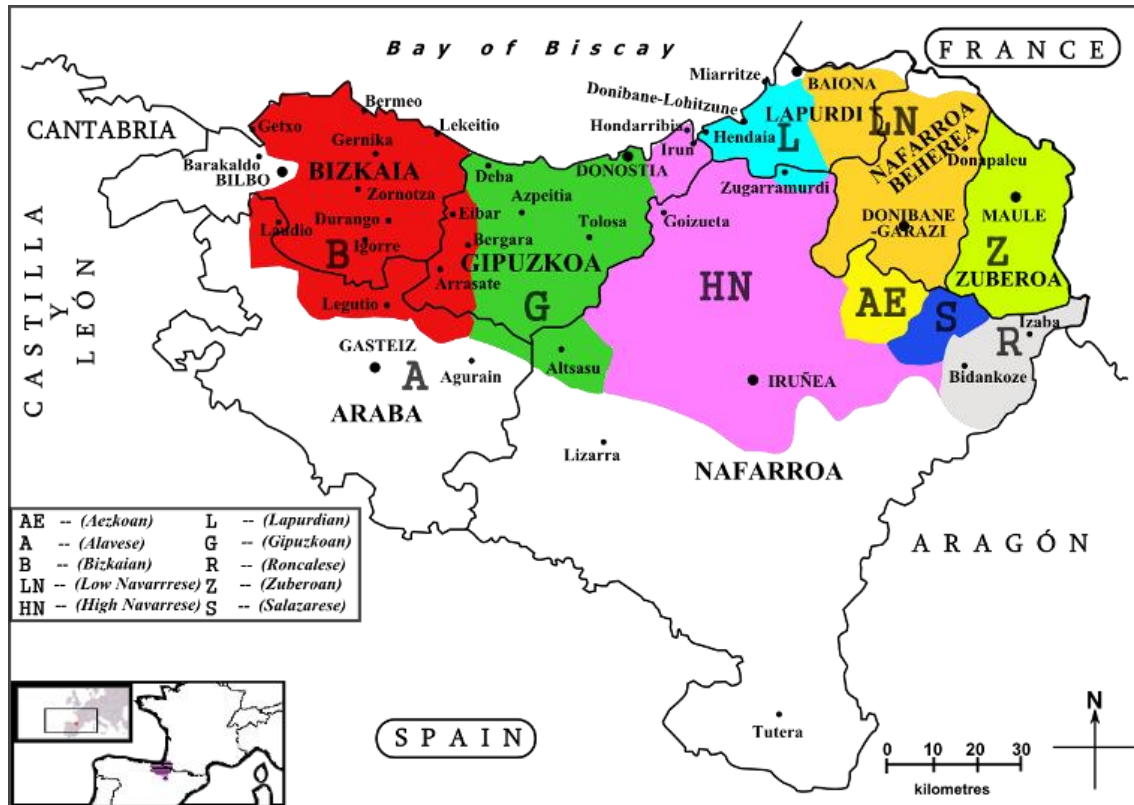 Bay of Biscay
FRANCE
CANTABRIA
CASTILLA
Y
LEÓN
Getxo
Bermeo
Lekeitio
Gernika
Barakaldo
BILBO
BIZKAIA
Zornotza
Durango
Laudio
Igorre
B
Legutio
Deba
Azpeitia
Eibar
Tolosa
Bergara
GIPUZKOA
Arrasate
G
DONOSTIA
Miarritze
BAIONA
Donibane-Lohitzune
LAPURDI
LN
Hondarribia
Hendaia
L
Irun
Zugarramurdi
NAFARROA
BEHEREA
Donapaleu
Goizueta
DONIBANE
-GARAZI
MAULE
Z
ZUBEROA
HN
AE
S
R
Izaba
Bidankoze
GASTEIZ
A
Agurain
Altsasu
IRUÑEA
ARABA
Lizarra
NAFARROA
ARAGÓN
AE -- (Aezkoan)
A -- (Alavese)
B -- (Bizkaian)
LN -- (Low Navarrrese)
HN -- (High Navarrese)
L -- (Lapurdian)
G -- (Gipuzkoan)
R -- (Roncalese)
Z -- (Zuberoan)
S -- (Salazarese)
SPAIN
Tutera
N
0 10 20 30
kilometres